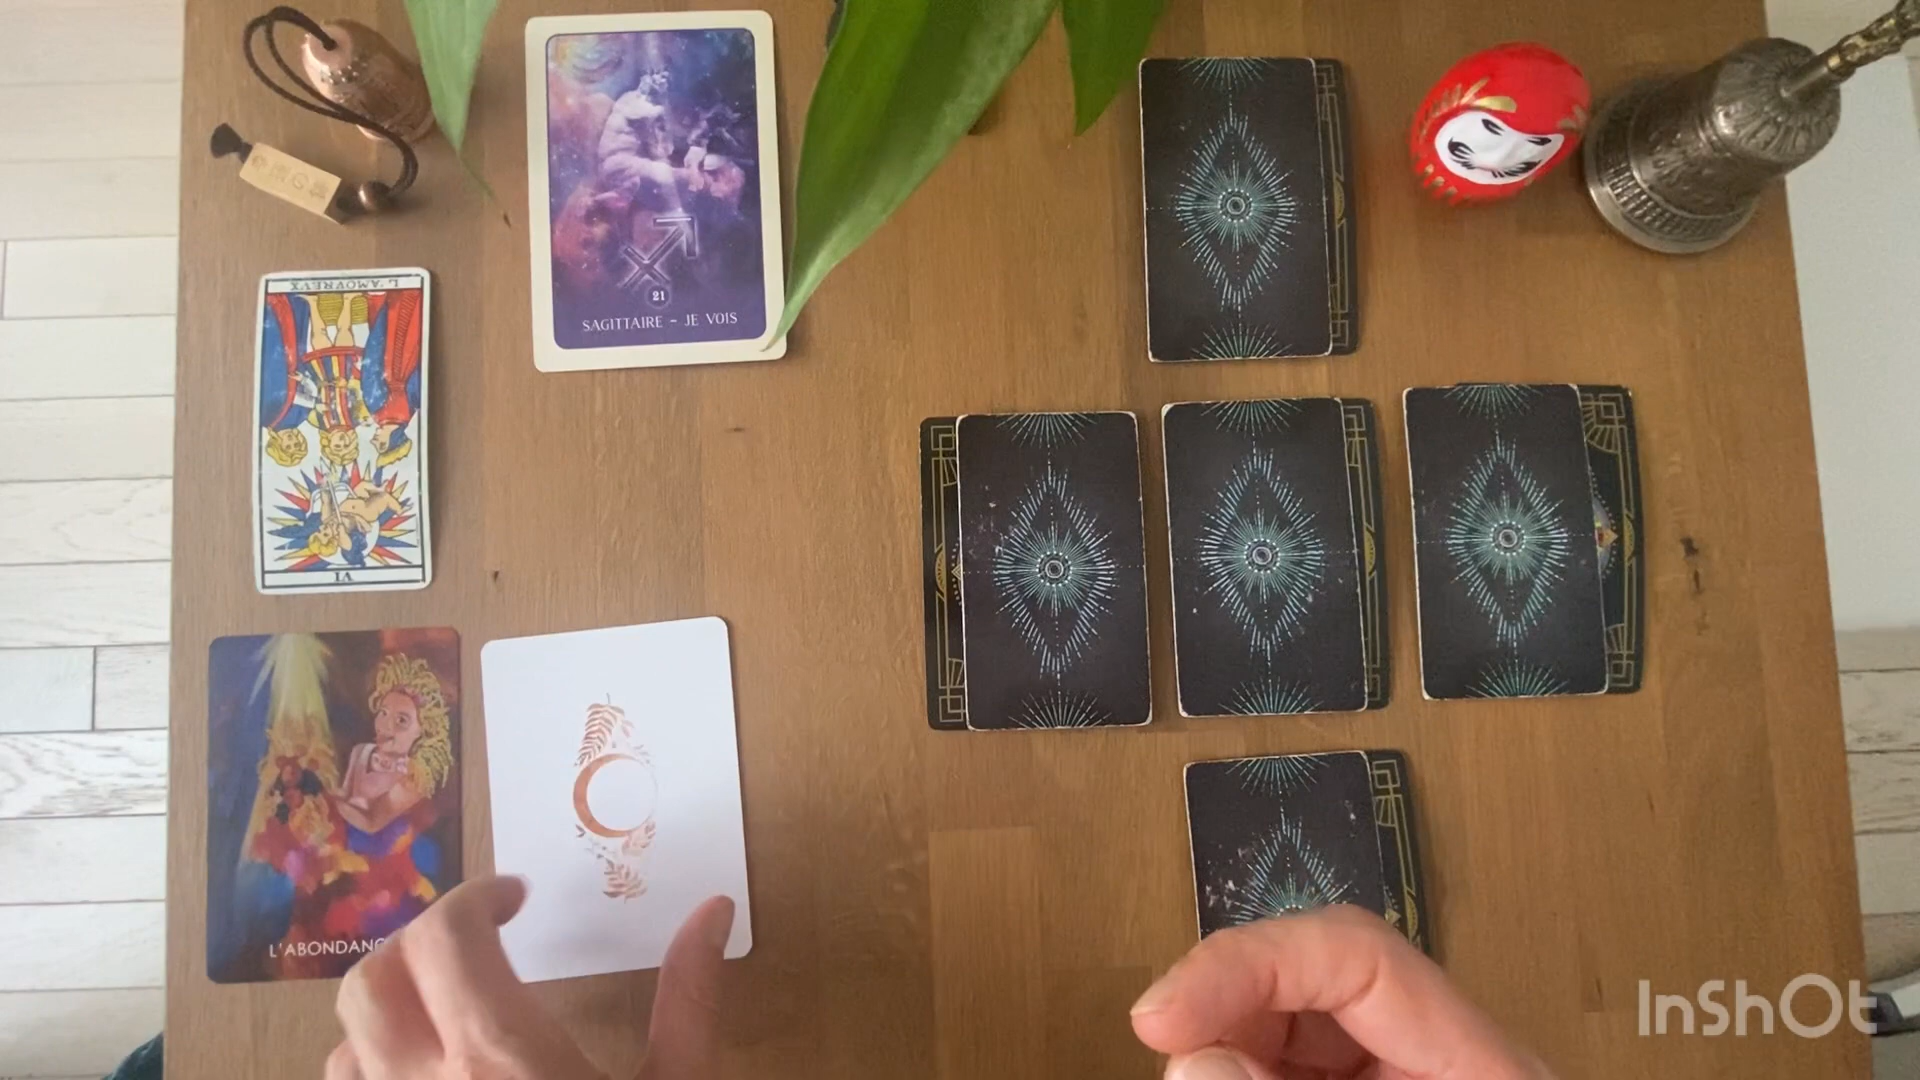 21
SAGITTAIRE – JE VOIS
L'AMOVREVX
VI
L'ABONDANC
InShOt